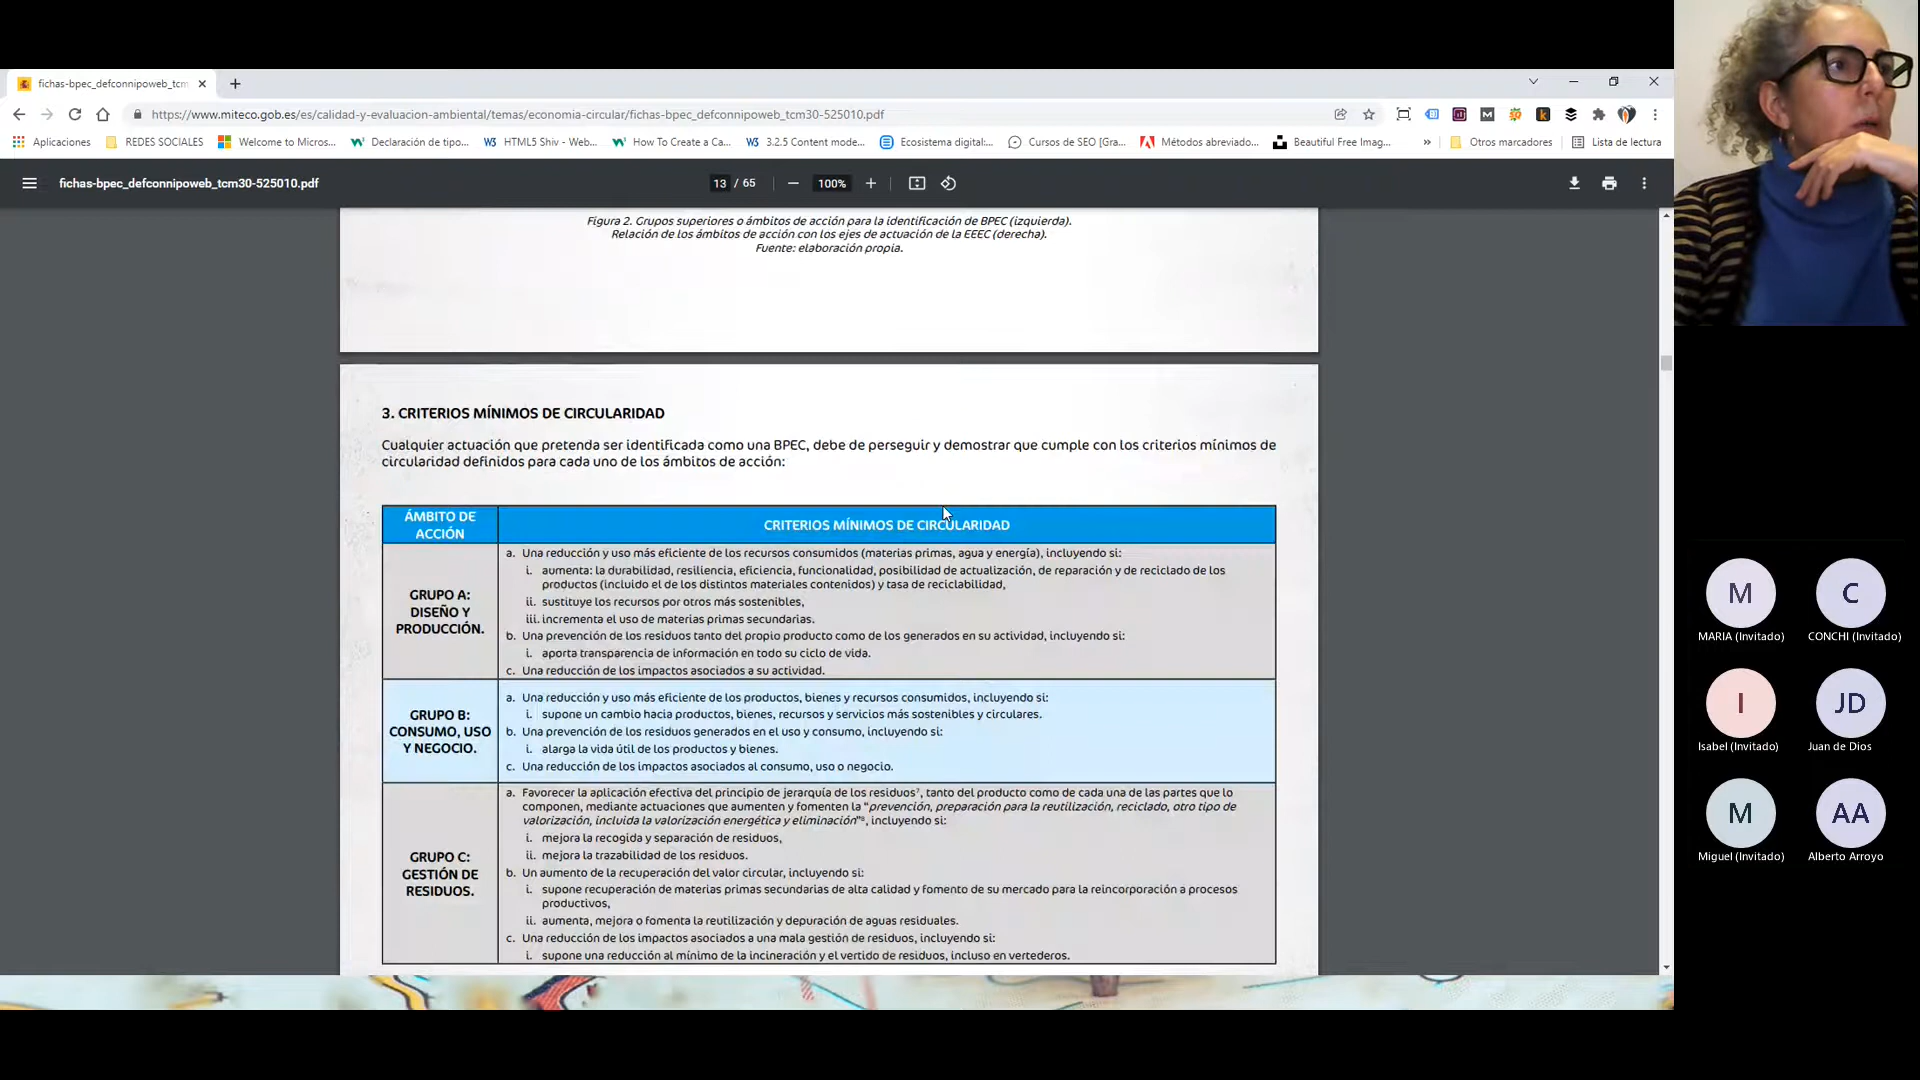 fichas-bpec_defconnipoweb_tcm
https://www.miteco.gob.es/es/calidad-y-evaluacion-ambiental/temas/economia-circular/fichas-bpec_defconnipoweb_tcm30-525010.pdf
Aplicaciones
REDES SOCIALES
Welcome to Micros...
Declaración de tipo...
W3 HTML5 Shiv - Web...
How To Create a Ca...
W3 3.2.5 Content mode...
Ecosistema digital:...
Cursos de SEO [Gra...
Métodos abreviado...
Beautiful Free Imag...
»
Otros marcadores
Lista de lectura
fichas-bpec_defconnipoweb_tcm30-525010.pdf
13 / 65
100%
Figura 2. Grupos superiores o ámbitos de acción para la identificación de BPEC (izquierda).
Relación de los ámbitos de acción con los ejes de actuación de la EEEC (derecha).
Fuente: elaboración propia.
3. CRITERIOS MÍNIMOS DE CIRCULARIDAD
Cualquier actuación que pretenda ser identificada como una BPEC, debe de perseguir y demostrar que cumple con los criterios mínimos de
circularidad definidos para cada uno de los ámbitos de acción:
ÁMBITO DE
ACCIÓN
CRITERIOS MÍNIMOS DE CIRCULARIDAD
GRUPO A:
DISEÑO Y
PRODUCCIÓN.
a. Una reducción y uso más eficiente de los recursos consumidos (materias primas, agua y energía), incluyendo si:
i. aumenta: la durabilidad, resiliencia, eficiencia, funcionalidad, posibilidad de actualización, de reparación y de reciclado de los
productos (incluido el de los distintos materiales contenidos) y tasa de reciclabilidad,
ii. sustituye los recursos por otros más sostenibles,
iii. incrementa el uso de materias primas secundarias.
b. Una prevención de los residuos tanto del propio producto como de los generados en su actividad, incluyendo si:
i. aporta transparencia de información en todo su ciclo de vida.
c. Una reducción de los impactos asociados a su actividad.
GRUPO B:
CONSUMO, USO
Y NEGOCIO.
a. Una reducción y uso más eficiente de los productos, bienes y recursos consumidos, incluyendo si:
i. supone un cambio hacia productos, bienes, recursos y servicios más sostenibles y circulares.
b. Una prevención de los residuos generados en el uso y consumo, incluyendo si:
i. alarga la vida útil de los productos y bienes.
c. Una reducción de los impactos asociados al consumo, uso o negocio.
GRUPO C:
GESTIÓN DE
RESIDUOS.
a. Favorecer la aplicación efectiva del principio de jerarquía de los residuos⁷, tanto del producto como de cada una de las partes que lo
componen, mediante actuaciones que aumenten y fomenten la "prevención, preparación para la reutilización, reciclado, otro tipo de
valorización, incluida la valorización energética y eliminación"⁸, incluyendo si:
i. mejora la recogida y separación de residuos,
ii. mejora la trazabilidad de los residuos.
b. Un aumento de la recuperación del valor circular, incluyendo si:
i. supone recuperación de materias primas secundarias de alta calidad y fomento de su mercado para la reincorporación a procesos
productivos,
ii. aumenta, mejora o fomenta la reutilización y depuración de aguas residuales.
c. Una reducción de los impactos asociados a una mala gestión de residuos, incluyendo si:
i. supone una reducción al mínimo de la incineración y el vertido de residuos, incluso en vertederos.
M
MARIA (Invitado)
C
CONCHI (Invitado)
I
Isabel (Invitado)
JD
Juan de Dios
M
Miguel (Invitado)
AA
Alberto Arroyo